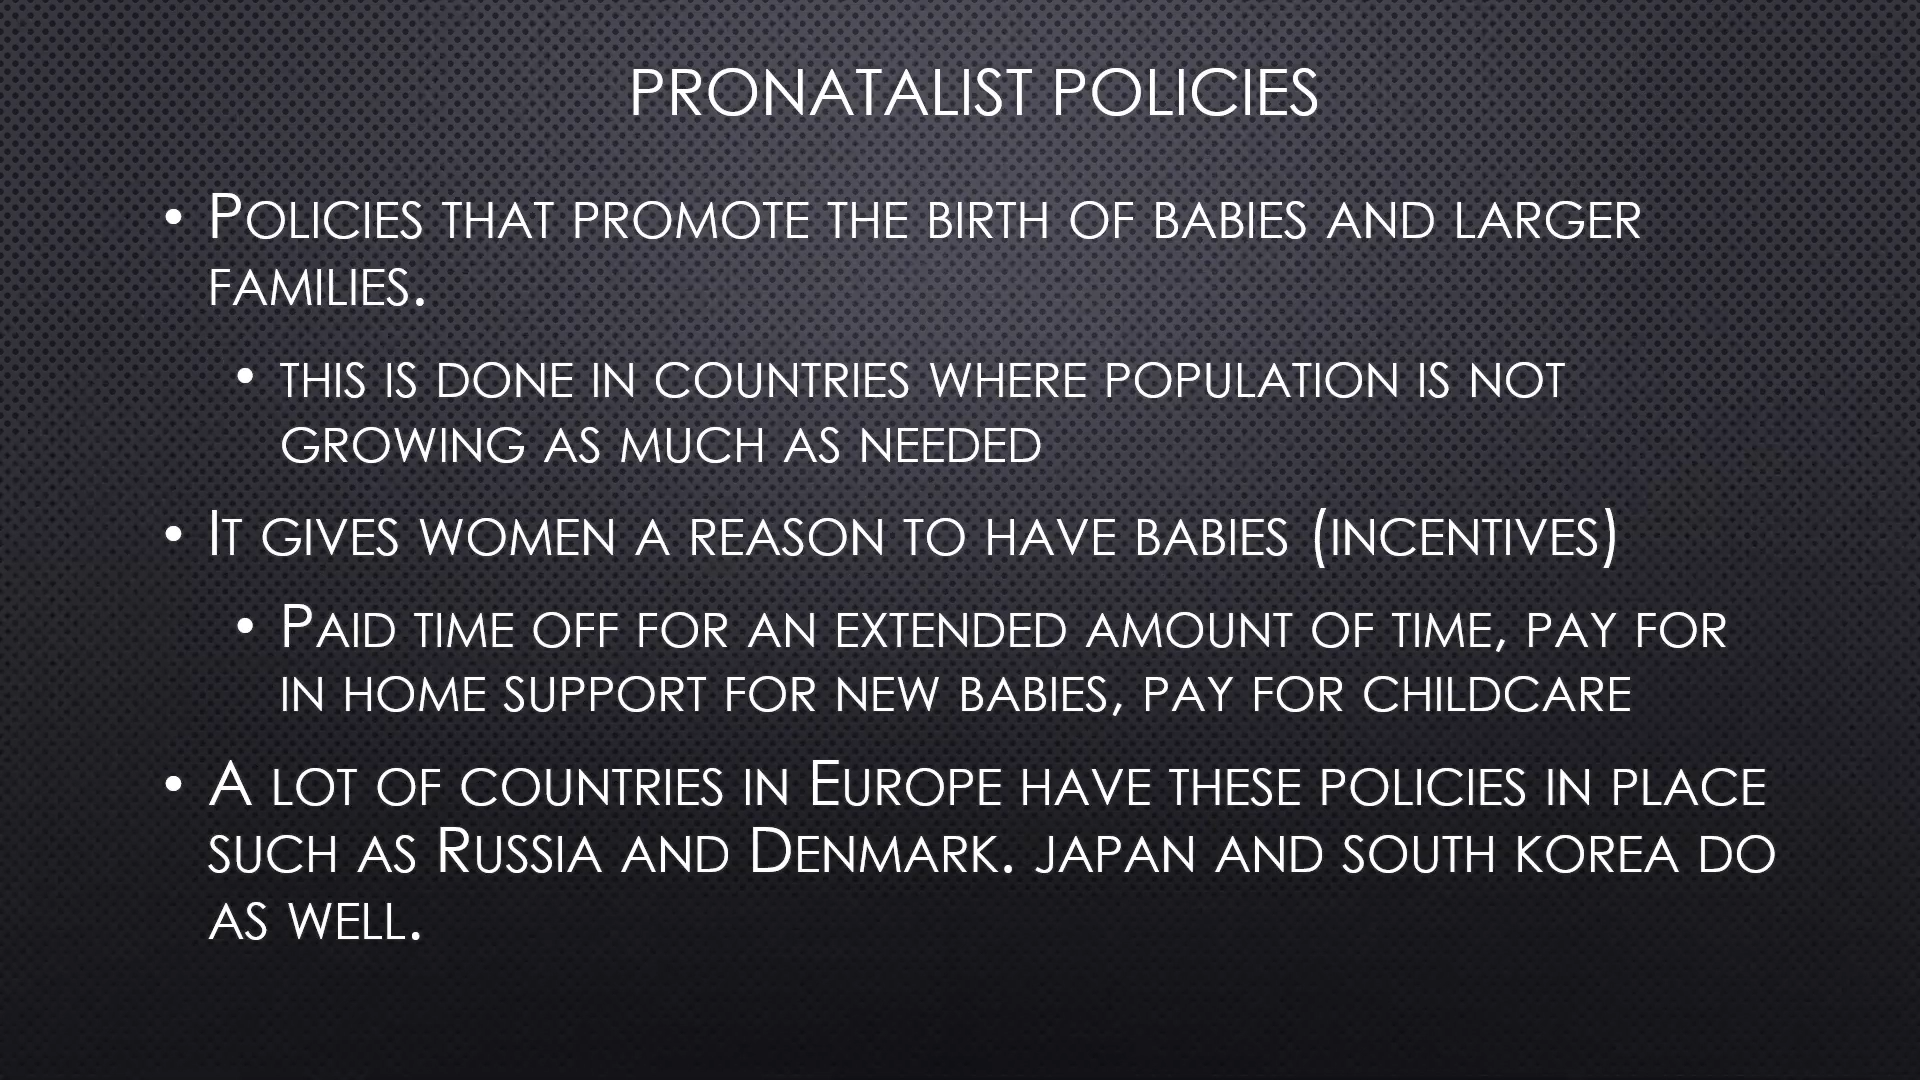 PRONATALIST POLICIES
• POLICIES THAT PROMOTE THE BIRTH OF BABIES AND LARGER
FAMILIES.
• THIS IS DONE IN COUNTRIES WHERE POPULATION IS NOT
GROWING AS MUCH AS NEEDED
• IT GIVES WOMEN A REASON TO HAVE BABIES (INCENTIVES)
• PAID TIME OFF FOR AN EXTENDED AMOUNT OF TIME, PAY FOR
IN HOME SUPPORT FOR NEW BABIES, PAY FOR CHILDCARE
• A LOT OF COUNTRIES IN EUROPE HAVE THESE POLICIES IN PLACE
SUCH AS RUSSIA AND DENMARK. JAPAN AND SOUTH KOREA DO
AS WELL.